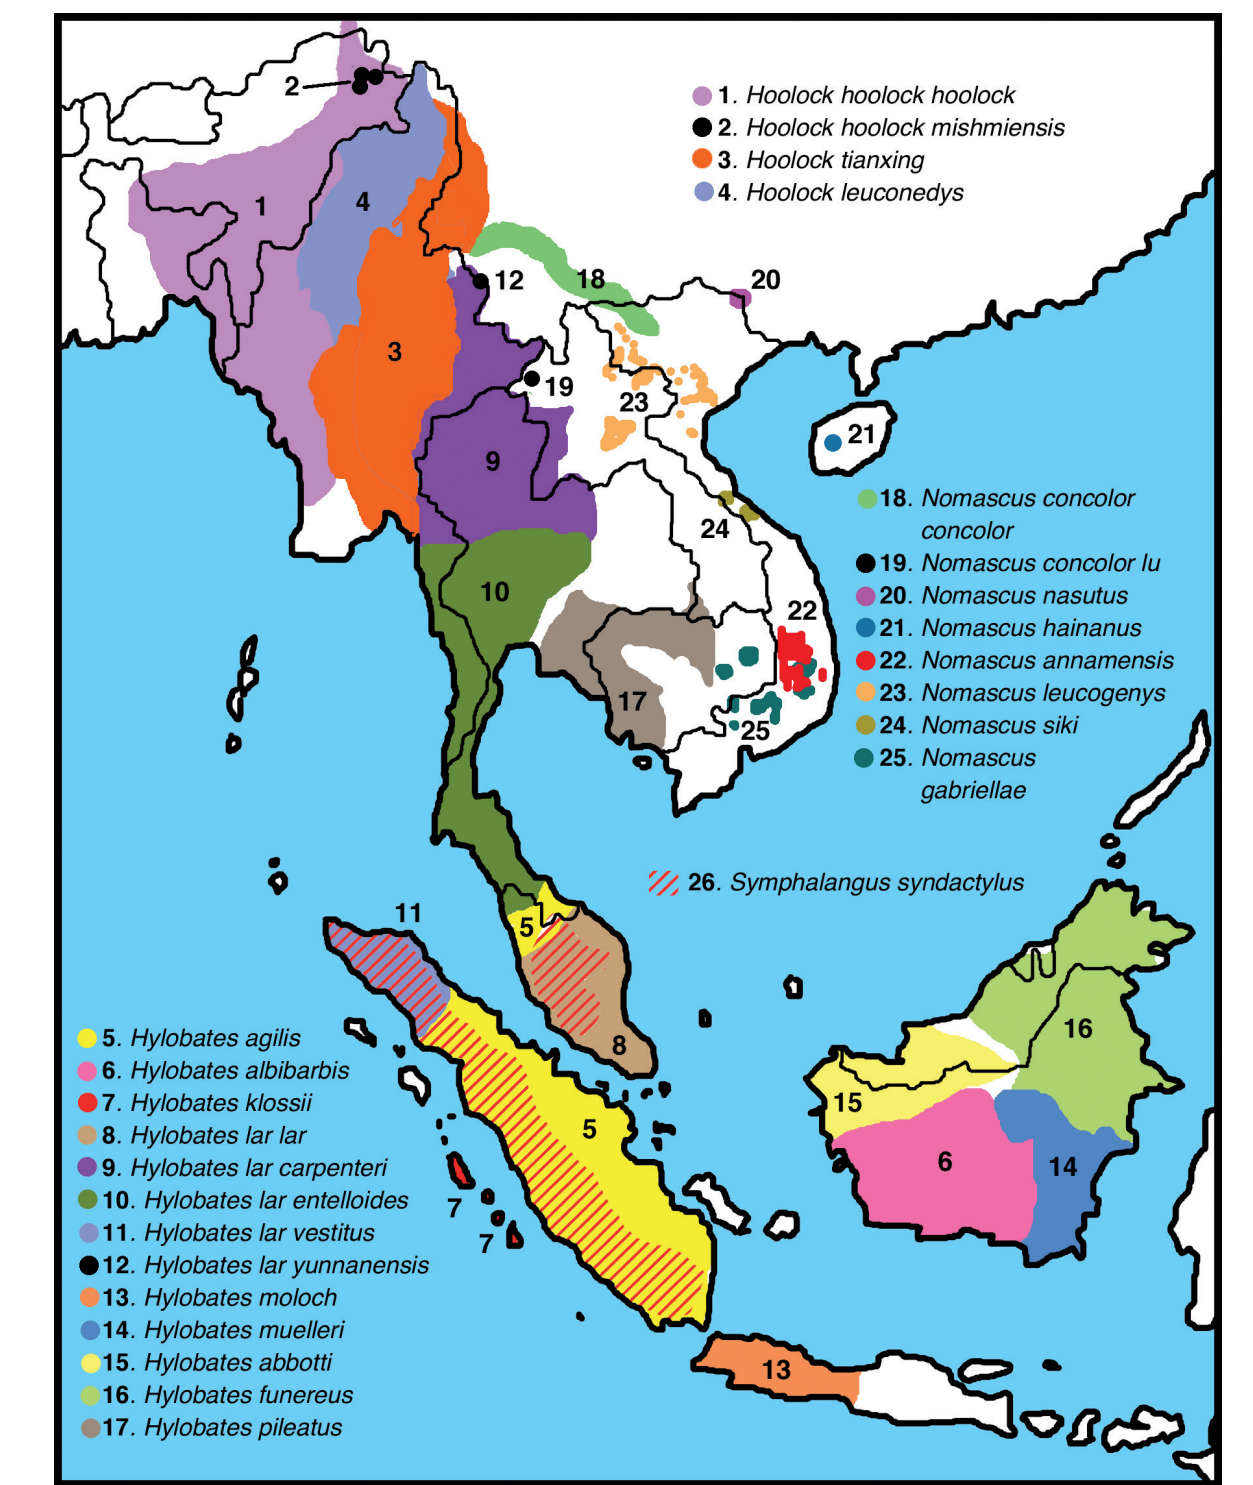 2
1. Hoolock hoolock hoolock
2. Hoolock hoolock mishmiensis
3. Hoolock tianxing
4. Hoolock leuconedys
1
4
12
18
20
3
19
23
21
9
24
10
22
17
25
18. Nomascus concolor
concolor
19. Nomascus concolor lu
20. Nomascus nasutus
21. Nomascus hainanus
22. Nomascus annamensis
23. Nomascus leucogenys
24. Nomascus siki
25. Nomascus
gabriellae
26. Symphalangus syndactylus
11
5
8
16
15
5
6
14
7
7
13
5. Hylobates agilis
6. Hylobates albibarbis
7. Hylobates klossii
8. Hylobates lar lar
9. Hylobates lar carpenteri
10. Hylobates lar entelloides
11. Hylobates lar vestitus
12. Hylobates lar yunnanensis
13. Hylobates moloch
14. Hylobates muelleri
15. Hylobates abbotti
16. Hylobates funereus
17. Hylobates pileatus